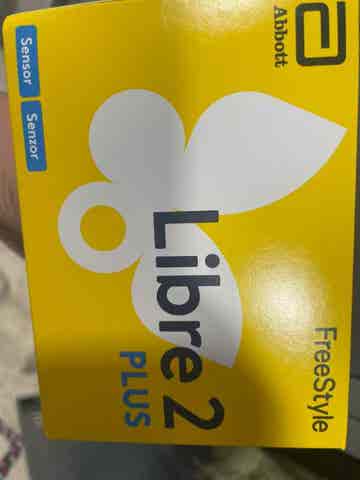 Abbott
Sensor
Senzor
FreeStyle
Libre 2
PLUS